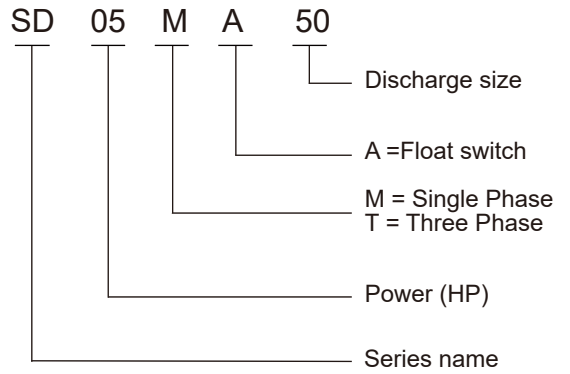 SD 05 M A 50
Discharge size
A =Float switch
M = Single Phase
T = Three Phase
Power (HP)
Series name